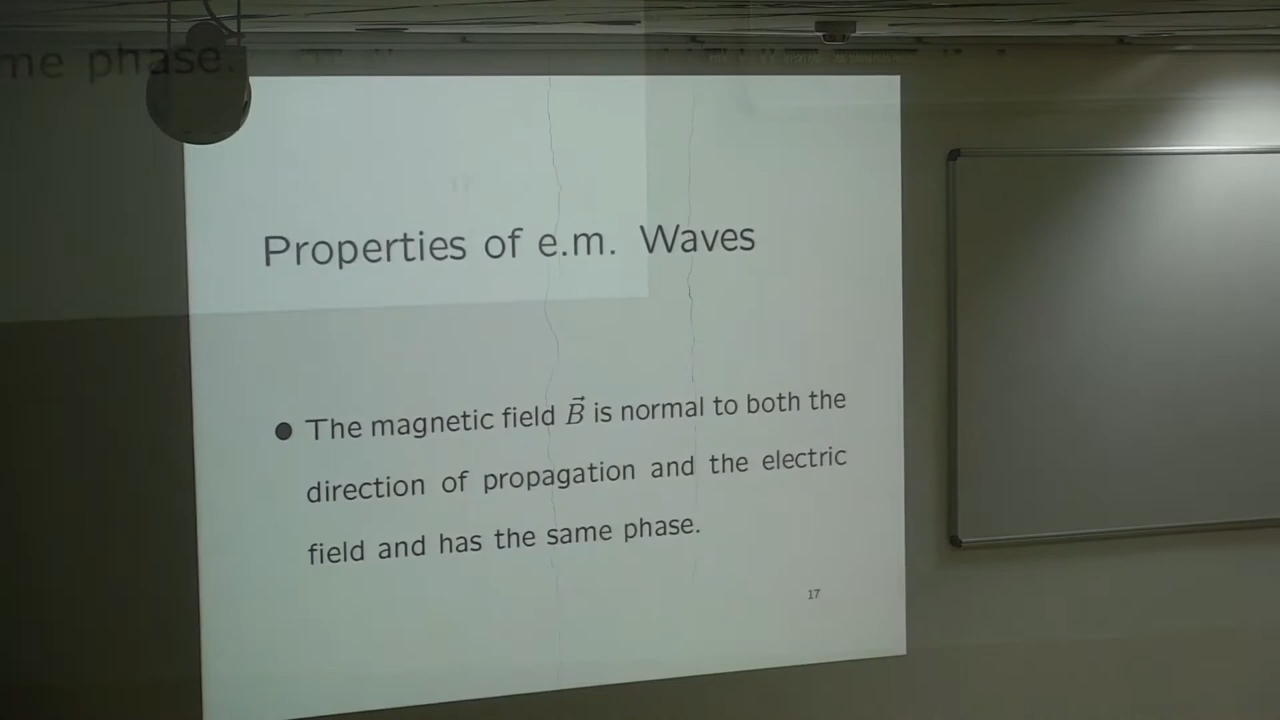 me phase.
Properties of e.m. Waves
● The magnetic field B⃗ is normal to both the
direction of propagation and the electric
field and has the same phase.
17
17